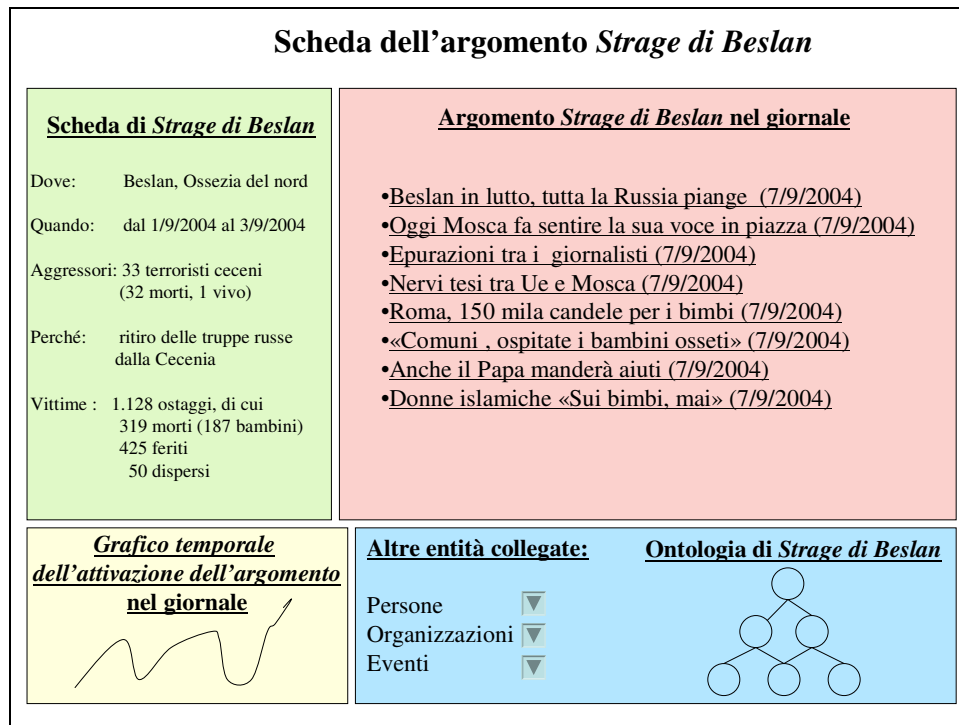 Scheda dell’argomento Strage di Beslan
Scheda di Strage di Beslan
Dove: Beslan, Ossezia del nord
Quando: dal 1/9/2004 al 3/9/2004
Aggressori: 33 terroristi ceceni
(32 morti, 1 vivo)
Perché: ritiro delle truppe russe
dalla Cecenia
Vittime : 1.128 ostaggi, di cui
319 morti (187 bambini)
425 feriti
50 dispersi
Argomento Strage di Beslan nel giornale
•Beslan in lutto, tutta la Russia piange (7/9/2004)
•Oggi Mosca fa sentire la sua voce in piazza (7/9/2004)
•Epurazioni tra i giornalisti (7/9/2004)
•Nervi tesi tra Ue e Mosca (7/9/2004)
•Roma, 150 mila candele per i bimbi (7/9/2004)
•«Comuni , ospitate i bambini osseti» (7/9/2004)
•Anche il Papa manderà aiuti (7/9/2004)
•Donne islamiche «Sui bimbi, mai» (7/9/2004)
Grafico temporale
dell’attivazione dell’argomento
nel giornale
Altre entità collegate:
Persone
Organizzazioni
Eventi
Ontologia di Strage di Beslan